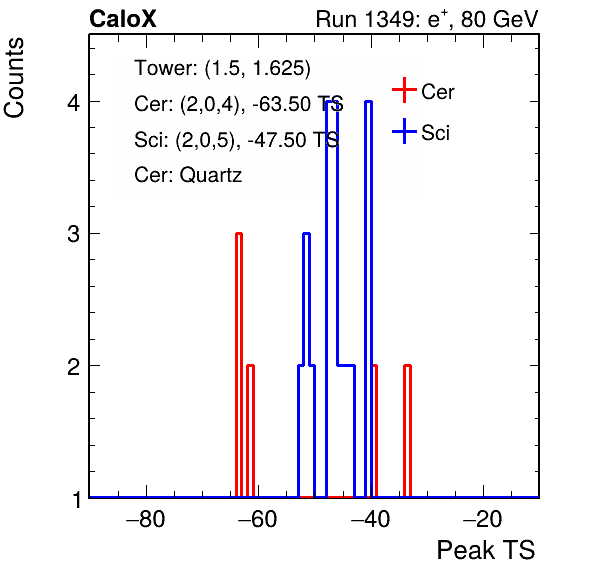 CaloX Run 1349: e⁺, 80 GeV
Counts
Tower: (1.5, 1.625)
Cer: (2,0,4), -63.50 TS
Sci: (2,0,5), -47.50 TS
Cer: Quartz
Cer
Sci
4
3
2
1
−80 −60 −40 −20
Peak TS